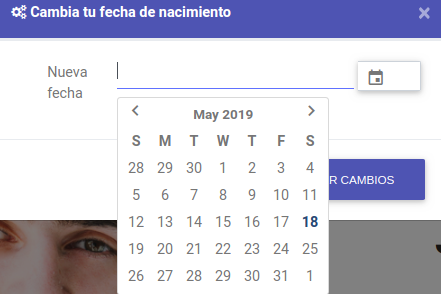 Cambia tu fecha de nacimiento ×
Nueva
fecha
May 2019
S M T W T F S
28 29 30 1 2 3 4
5 6 7 8 9 10 11
R CAMBIOS
12 13 14 15 16 17 18
19 20 21 22 23 24 25
26 27 28 29 30 31 1